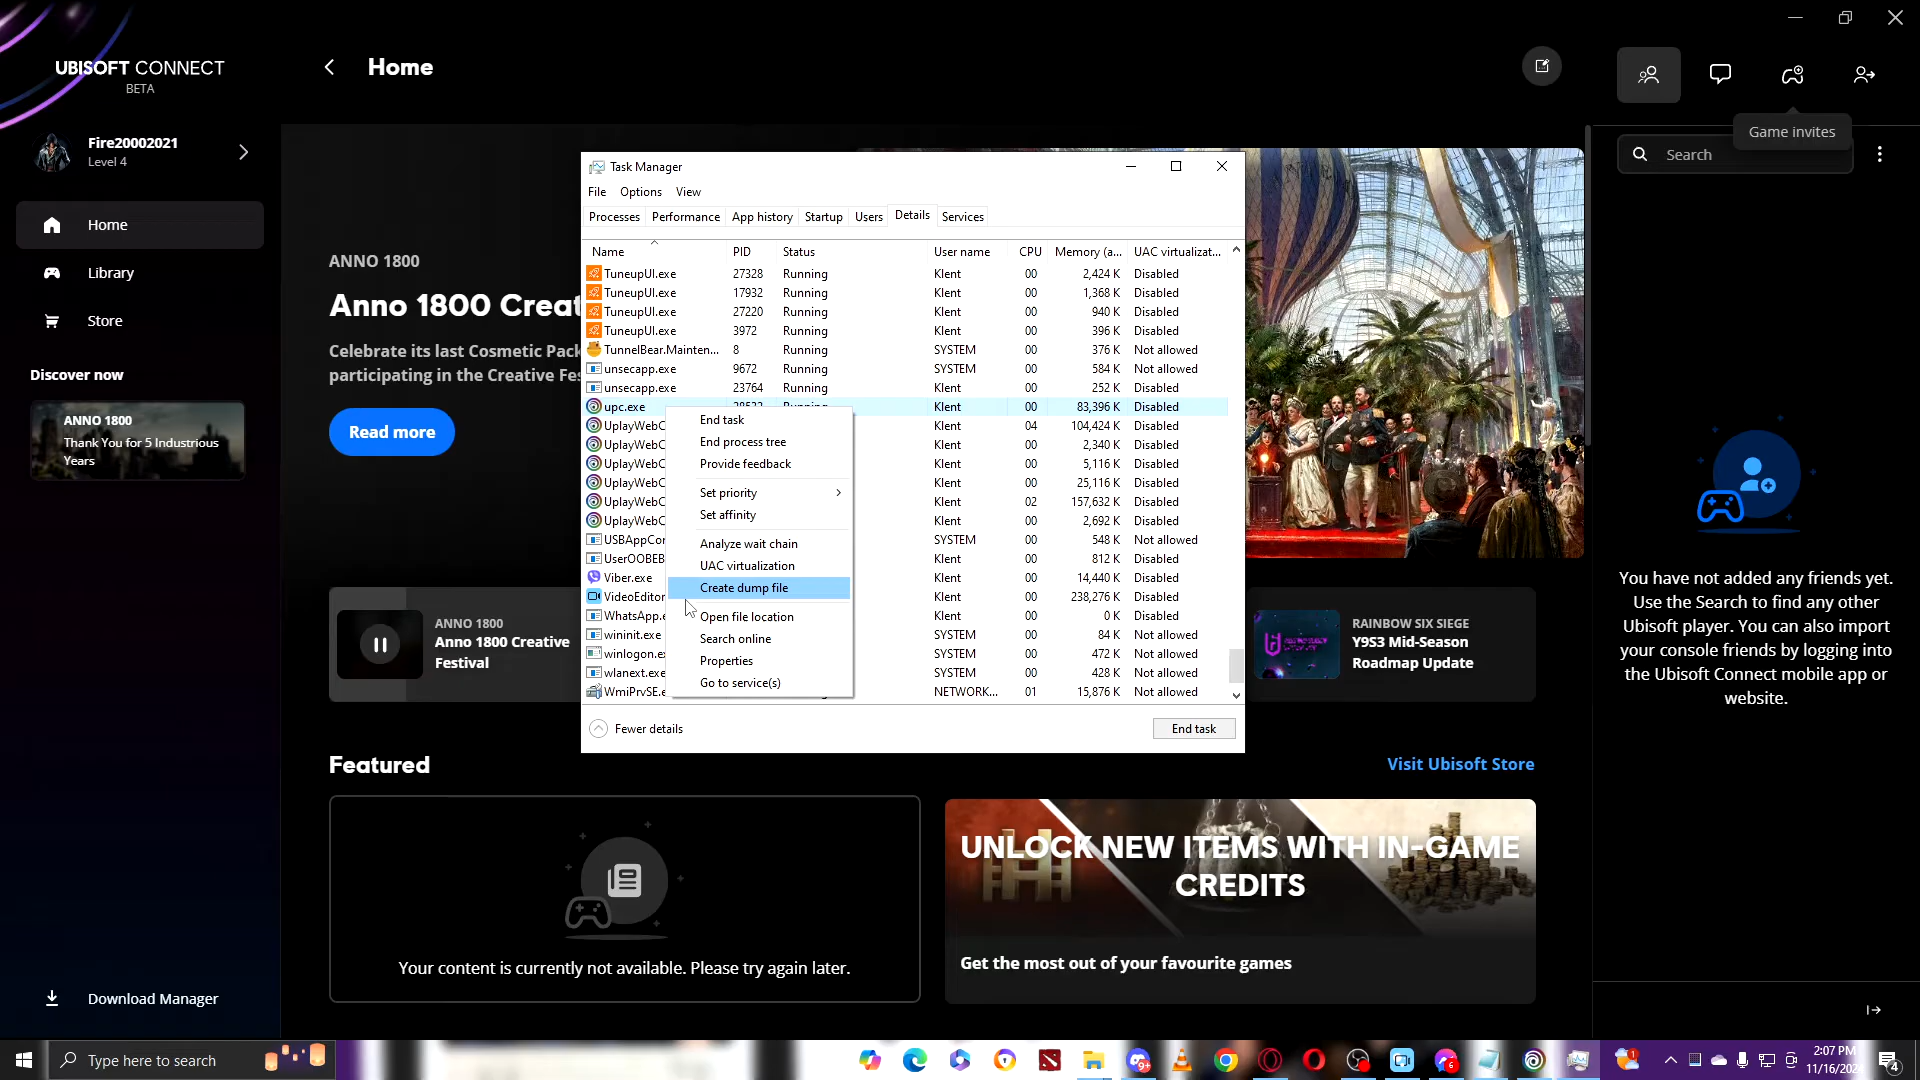 UBISOFT CONNECT
BETA
Home
Game invites
Search
Fire20002021
Level 4
Home
Library
Store
Discover now
ANNO 1800
Thank You for 5 Industrious
Years
Download Manager
ANNO 1800
Anno 1800 Creat
Celebrate its last Cosmetic Pack
participating in the Creative Fes
Read more
Task Manager
File Options View
Processes Performance App history Startup Users Details Services
Name PID Status User name CPU Memory (a... UAC virtualizat...
TuneupUI.exe 27328 Running Klent 00 2,424 K Disabled
TuneupUI.exe 17932 Running Klent 00 1,368 K Disabled
TuneupUI.exe 27220 Running Klent 00 940 K Disabled
TuneupUI.exe 3972 Running Klent 00 396 K Disabled
TunnelBear.Mainten... 8 Running SYSTEM 00 376 K Not allowed
unsecapp.exe 9672 Running SYSTEM 00 584 K Not allowed
unsecapp.exe 23764 Running Klent 00 252 K Disabled
upc.exe Klent 00 83,396 K Disabled
UplayWebC Klent 04 104,424 K Disabled
UplayWebC Klent 00 2,340 K Disabled
UplayWebC Klent 00 5,116 K Disabled
UplayWebC Klent 00 25,116 K Disabled
UplayWebC Klent 02 157,632 K Disabled
UplayWebC Klent 00 2,692 K Disabled
USBAppCor SYSTEM 00 548 K Not allowed
UserOOBEB Klent 00 812 K Disabled
Viber.exe Klent 00 14,440 K Disabled
VideoEditor Klent 00 238,276 K Disabled
WhatsApp.e Klent 00 0 K Disabled
wininit.exe SYSTEM 00 84 K Not allowed
winlogon.ex SYSTEM 00 472 K Not allowed
wlanext.exe SYSTEM 00 428 K Not allowed
WmiPrvSE.e NETWORK... 01 15,876 K Not allowed
End task
End process tree
Provide feedback
Set priority
Set affinity
Analyze wait chain
UAC virtualization
Create dump file
Open file location
Search online
Properties
Go to service(s)
Fewer details
End task
ANNO 1800
Anno 1800 Creative
Festival
RAINBOW SIX SIEGE
Y9S3 Mid-Season
Roadmap Update
You have not added any friends yet.
Use the Search to find any other
Ubisoft player. You can also import
your console friends by logging into
the Ubisoft Connect mobile app or
website.
Featured
Visit Ubisoft Store
Your content is currently not available. Please try again later.
UNLOCK NEW ITEMS WITH IN-GAME
CREDITS
Get the most out of your favourite games
Type here to search
2:07 PM
4